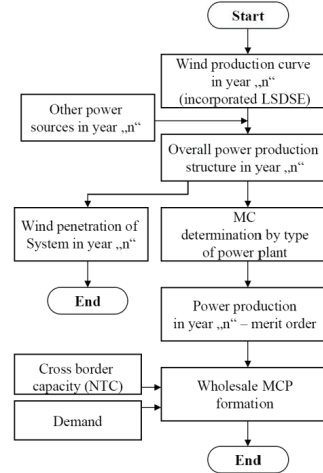 Start
Wind production curve
in year „n“
(incorporated LSDSE)
Other power
sources in year „n“
Overall power production
structure in year „n“
Wind penetration of
System in year „n“
MC
determination by type
of power plant
End
Power production
in year „n“ – merit order
Cross border
capacity (NTC)
Wholesale MCP
formation
Demand
End